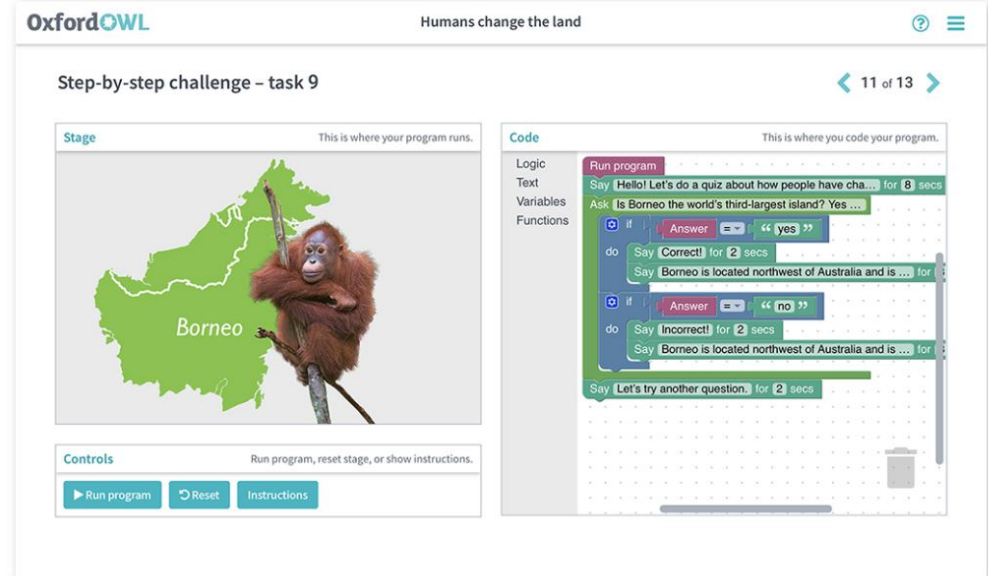 OxfordOWL Humans change the land ?
Step-by-step challenge – task 9 11 of 13
Stage This is where your program runs.
Borneo
Controls Run program, reset stage, or show instructions.
Run program Reset Instructions
Code This is where you code your program.
Logic
Text
Variables
Functions
Run program
Say Hello! Let's do a quiz about how people have cha... for 8 secs
Ask Is Borneo the world's third-largest island? Yes ...
if Answer = “ yes ”
do Say Correct! for 2 secs
Say Borneo is located northwest of Australia and is ... for
if Answer = “ no ”
do Say Incorrect! for 2 secs
Say Borneo is located northwest of Australia and is ... for
Say Let's try another question. for 2 secs